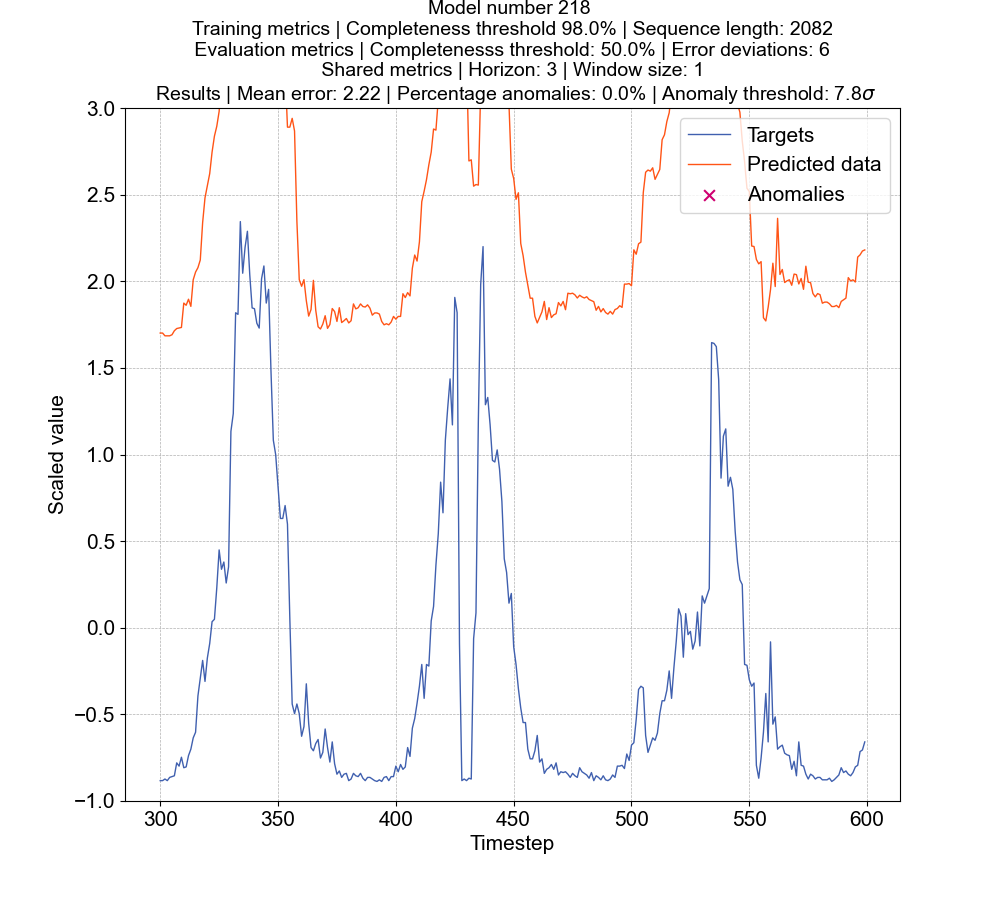 Model number 218
Training metrics | Completeness threshold 98.0% | Sequence length: 2082
Evaluation metrics | Completenesss threshold: 50.0% | Error deviations: 6
Shared metrics | Horizon: 3 | Window size: 1
Results | Mean error: 2.22 | Percentage anomalies: 0.0% | Anomaly threshold: 7.8σ
Targets
Predicted data
Anomalies
Scaled value
3.0
2.5
2.0
1.5
1.0
0.5
0.0
−0.5
−1.0
300 350 400 450 500 550 600
Timestep